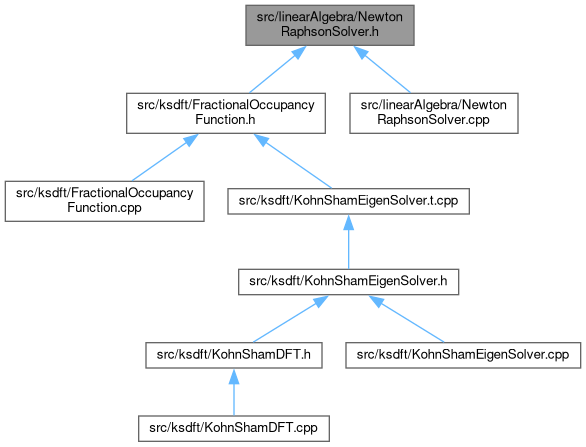 src/linearAlgebra/Newton
RaphsonSolver.h
src/ksdft/FractionalOccupancy
Function.h
src/linearAlgebra/Newton
RaphsonSolver.cpp
src/ksdft/FractionalOccupancy
Function.cpp
src/ksdft/KohnShamEigenSolver.t.cpp
src/ksdft/KohnShamEigenSolver.h
src/ksdft/KohnShamDFT.h
src/ksdft/KohnShamEigenSolver.cpp
src/ksdft/KohnShamDFT.cpp